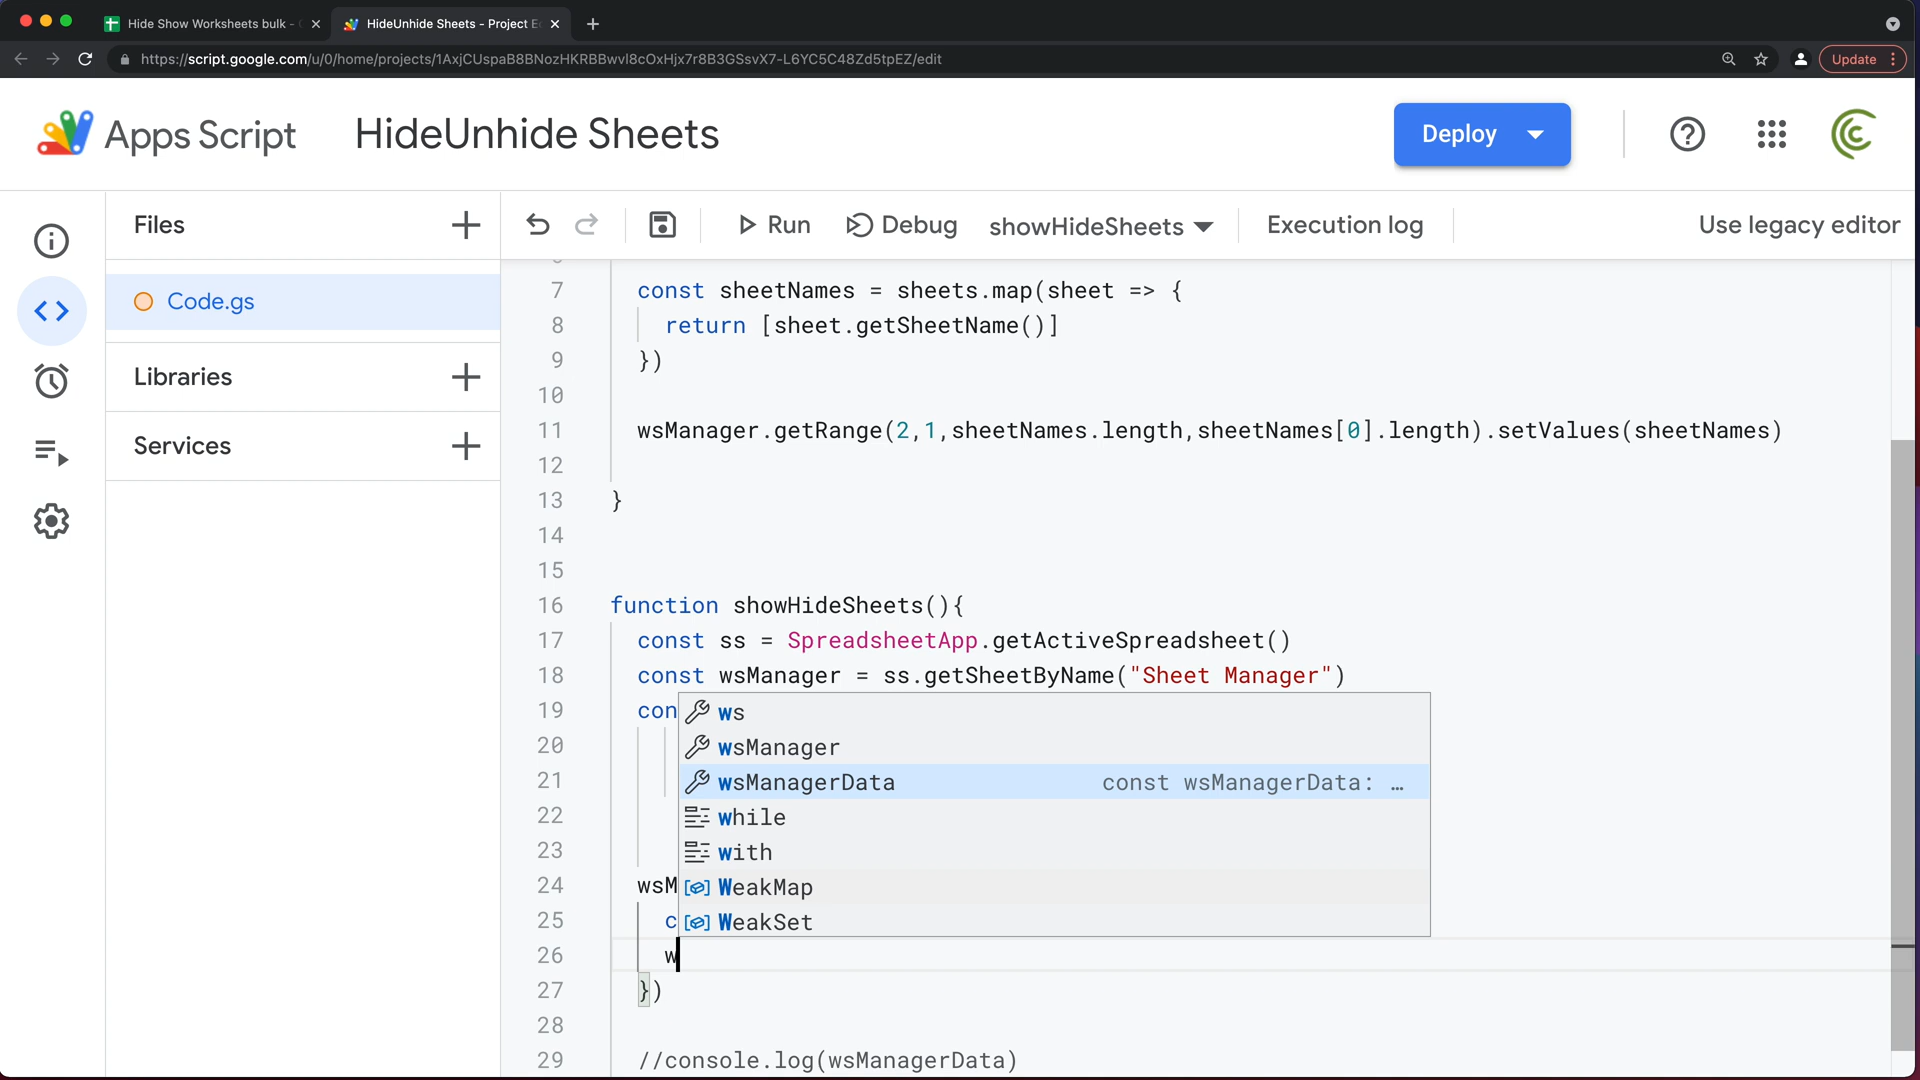 Hide Show Worksheets bulk -
HideUnhide Sheets - Project E
https://script.google.com/u/0/home/projects/1AxjCUspaB8BNozHKRBBwvl8cOxHjx7r8B3GSsvX7-L6YC5C48Zd5tpEZ/edit
Update
Apps Script
HideUnhide Sheets
Deploy
Files
Run
Debug
showHideSheets
Execution log
Use legacy editor
Code.gs
Libraries
Services
7 const sheetNames = sheets.map(sheet => {
8 return [sheet.getSheetName()]
9 })
10
11 wsManager.getRange(2,1,sheetNames.length,sheetNames[0].length).setValues(sheetNames)
12
13 }
14
15
16 function showHideSheets(){
17 const ss = SpreadsheetApp.getActiveSpreadsheet()
18 const wsManager = ss.getSheetByName("Sheet Manager")
19 con
ws
wsManager
wsManagerData const wsManagerData: …
while
with
WeakMap
WeakSet
20
21
22
23
24 wsM
25 c
26 w
27 })
28
29 //console.log(wsManagerData)